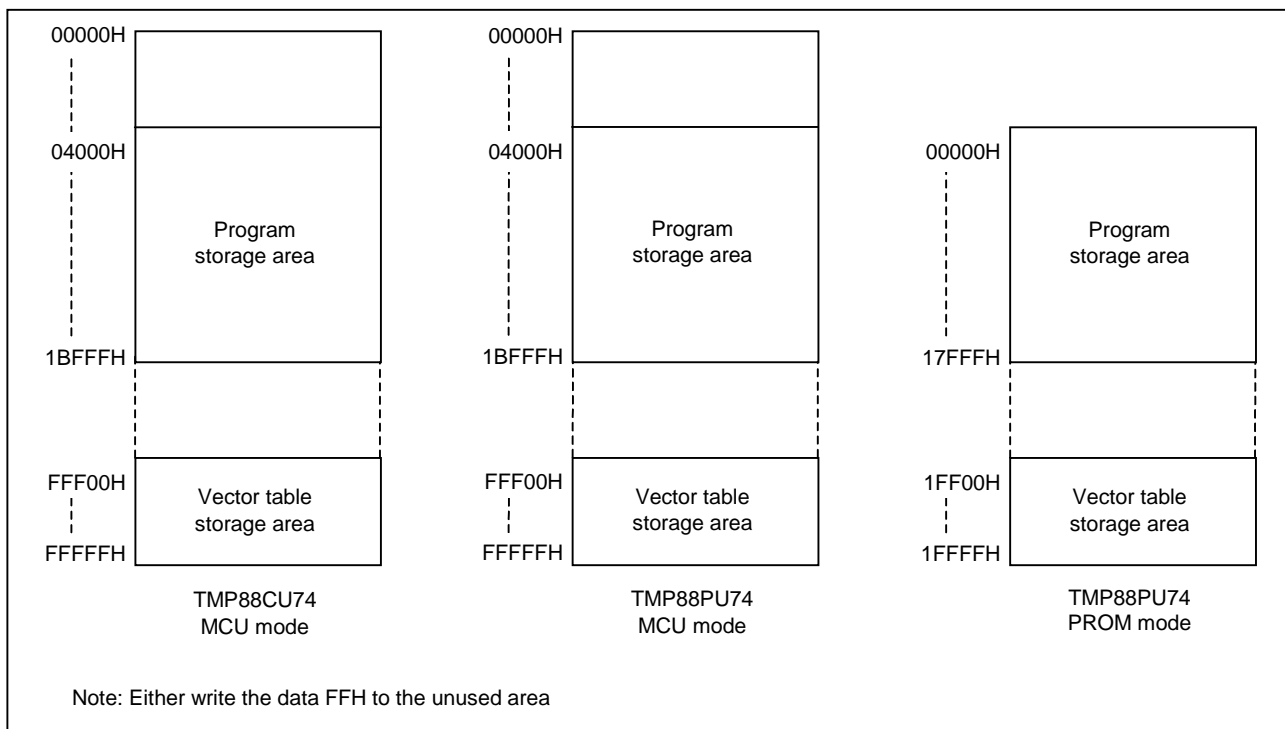 00000H
04000H
Program
storage area
1BFFFH
FFF00H
Vector table
storage area
FFFFFH
TMP88CU74
MCU mode
00000H
04000H
Program
storage area
1BFFFH
FFF00H
Vector table
storage area
FFFFFH
TMP88PU74
MCU mode
00000H
Program
storage area
17FFFH
1FF00H
Vector table
storage area
1FFFFH
TMP88PU74
PROM mode
Note: Either write the data FFH to the unused area